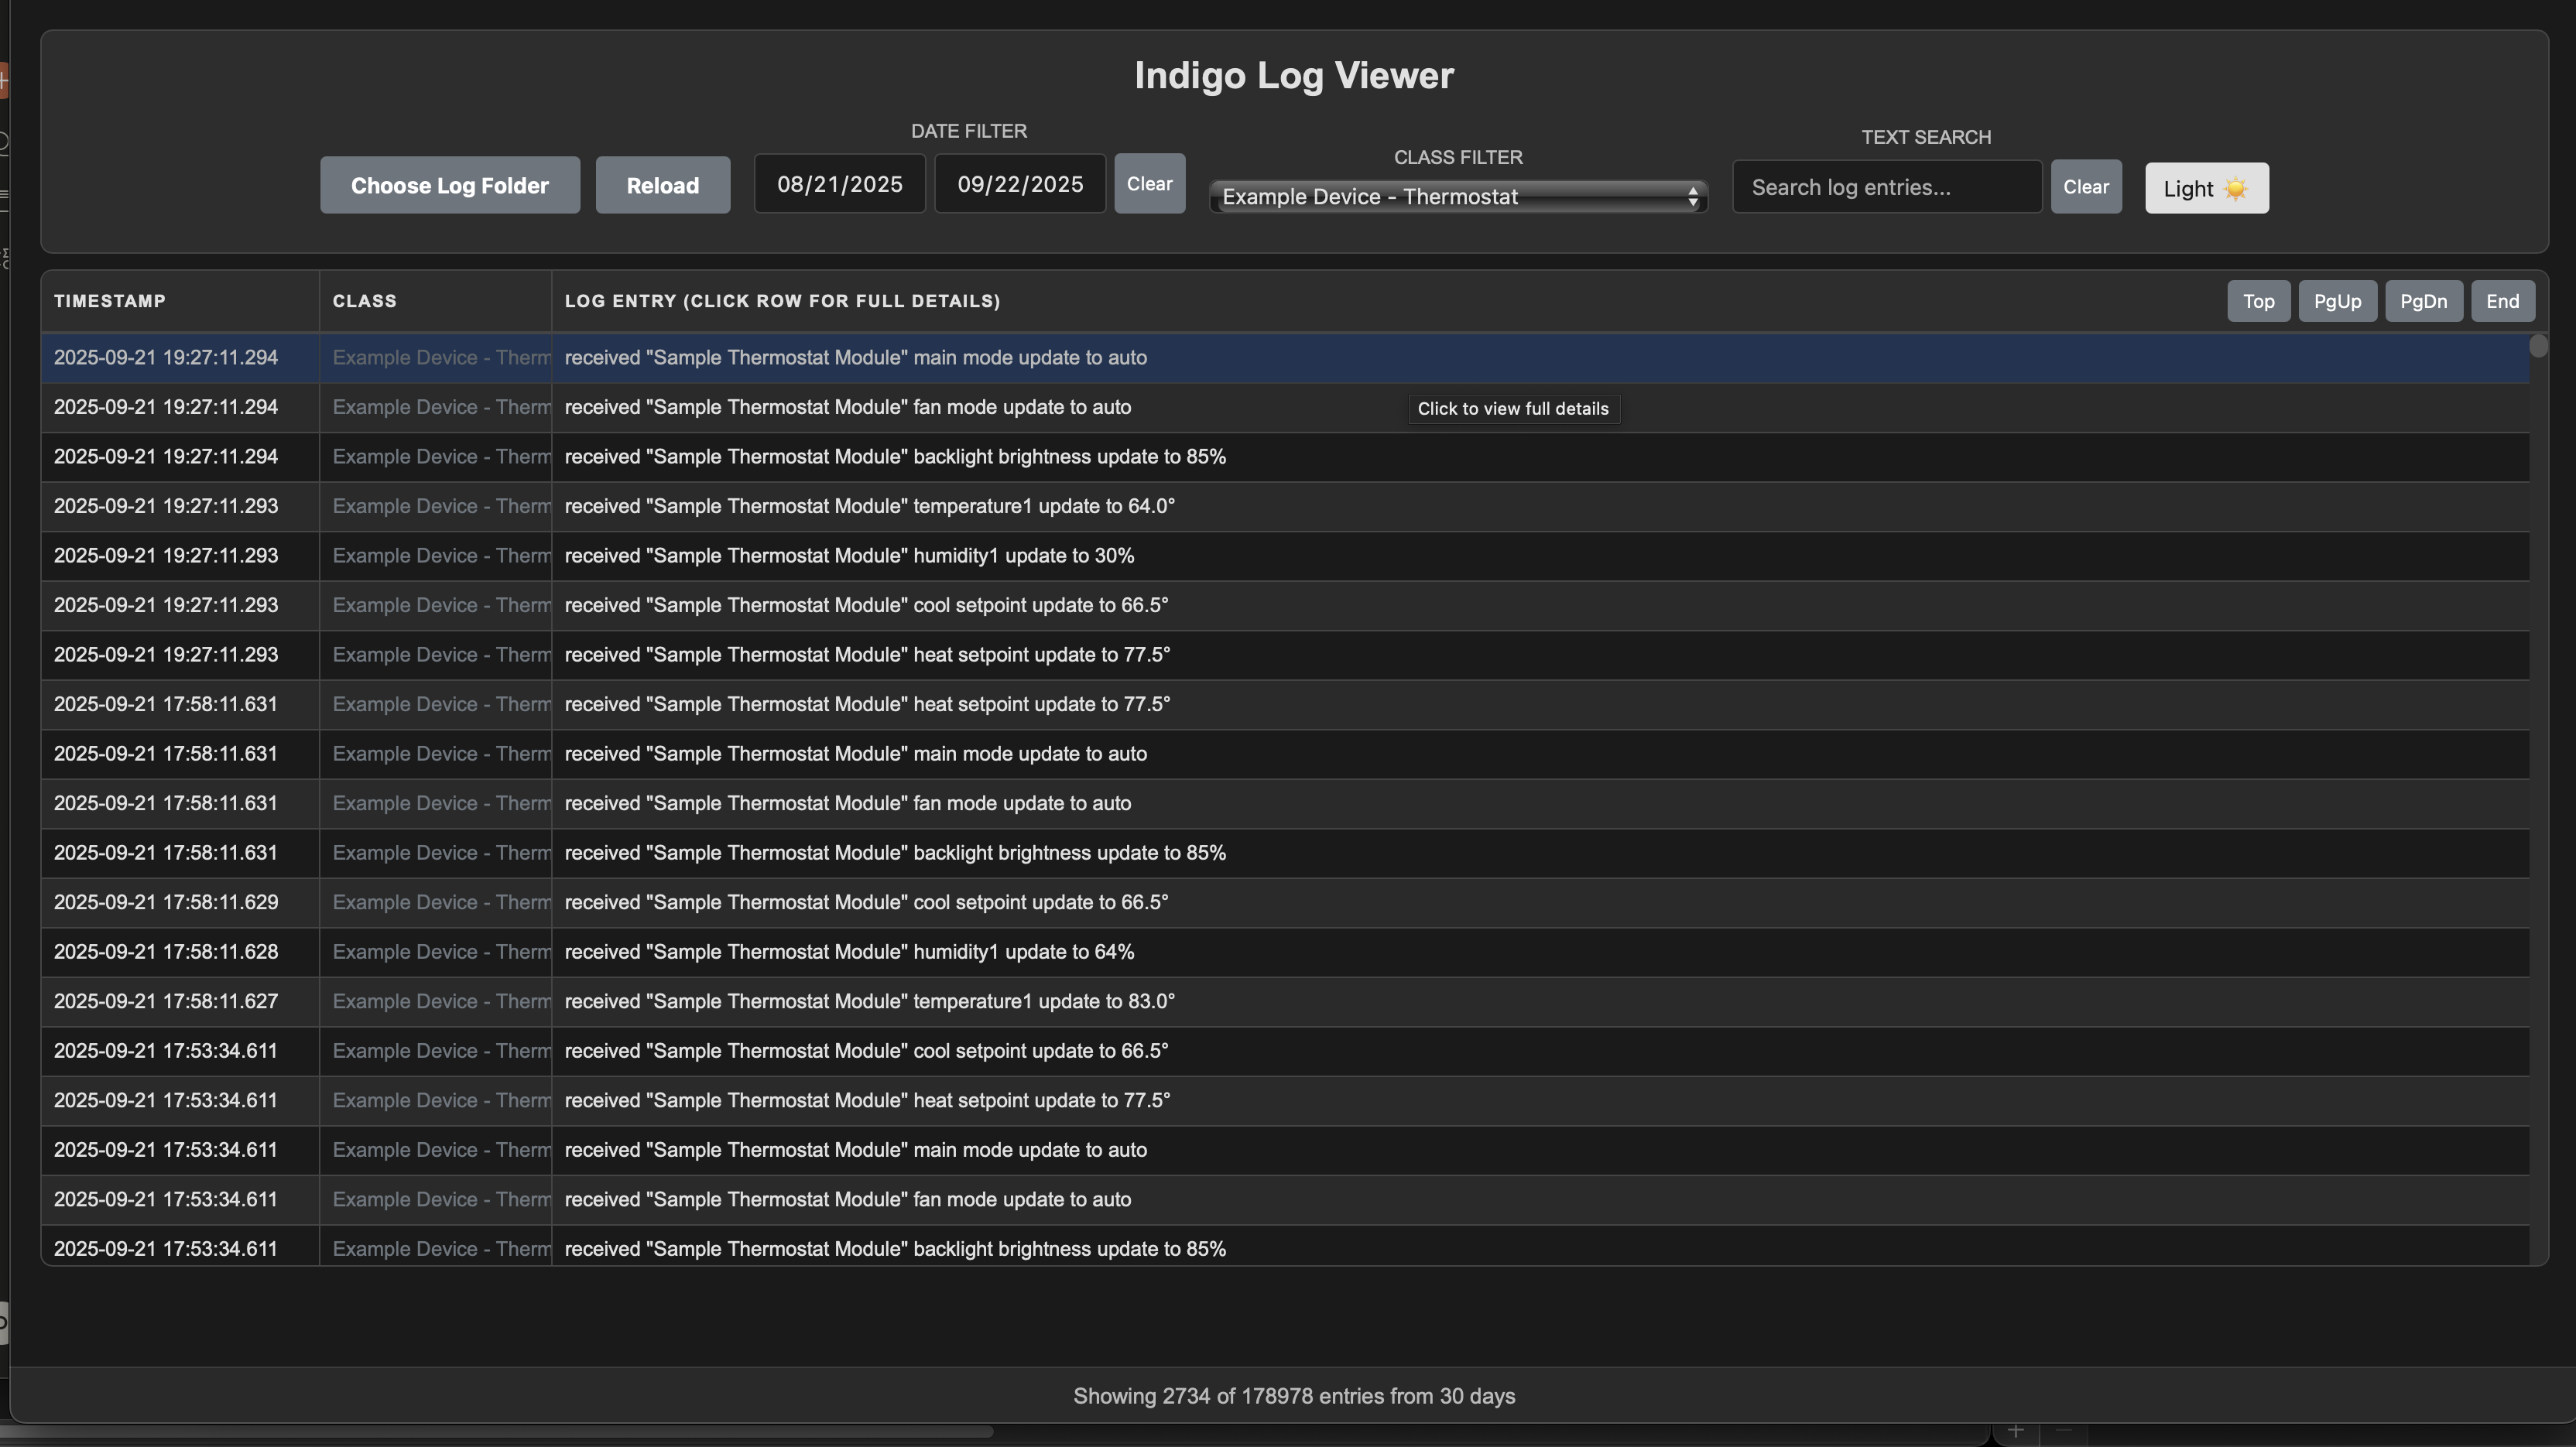 Indigo Log Viewer
DATE FILTER
CLASS FILTER
TEXT SEARCH
Choose Log Folder Reload 08/21/2025 09/22/2025 Clear Example Device - Thermostat Search log entries... Clear Light ☀️
TIMESTAMP CLASS LOG ENTRY (CLICK ROW FOR FULL DETAILS) Top PgUp PgDn End
2025-09-21 19:27:11.294 Example Device - Therm received "Sample Thermostat Module" main mode update to auto
2025-09-21 19:27:11.294 Example Device - Therm received "Sample Thermostat Module" fan mode update to auto
Click to view full details
2025-09-21 19:27:11.294 Example Device - Therm received "Sample Thermostat Module" backlight brightness update to 85%
2025-09-21 19:27:11.293 Example Device - Therm received "Sample Thermostat Module" temperature1 update to 64.0°
2025-09-21 19:27:11.293 Example Device - Therm received "Sample Thermostat Module" humidity1 update to 30%
2025-09-21 19:27:11.293 Example Device - Therm received "Sample Thermostat Module" cool setpoint update to 66.5°
2025-09-21 19:27:11.293 Example Device - Therm received "Sample Thermostat Module" heat setpoint update to 77.5°
2025-09-21 17:58:11.631 Example Device - Therm received "Sample Thermostat Module" heat setpoint update to 77.5°
2025-09-21 17:58:11.631 Example Device - Therm received "Sample Thermostat Module" main mode update to auto
2025-09-21 17:58:11.631 Example Device - Therm received "Sample Thermostat Module" fan mode update to auto
2025-09-21 17:58:11.631 Example Device - Therm received "Sample Thermostat Module" backlight brightness update to 85%
2025-09-21 17:58:11.629 Example Device - Therm received "Sample Thermostat Module" cool setpoint update to 66.5°
2025-09-21 17:58:11.628 Example Device - Therm received "Sample Thermostat Module" humidity1 update to 64%
2025-09-21 17:58:11.627 Example Device - Therm received "Sample Thermostat Module" temperature1 update to 83.0°
2025-09-21 17:53:34.611 Example Device - Therm received "Sample Thermostat Module" cool setpoint update to 66.5°
2025-09-21 17:53:34.611 Example Device - Therm received "Sample Thermostat Module" heat setpoint update to 77.5°
2025-09-21 17:53:34.611 Example Device - Therm received "Sample Thermostat Module" main mode update to auto
2025-09-21 17:53:34.611 Example Device - Therm received "Sample Thermostat Module" fan mode update to auto
2025-09-21 17:53:34.611 Example Device - Therm received "Sample Thermostat Module" backlight brightness update to 85%
Showing 2734 of 178978 entries from 30 days